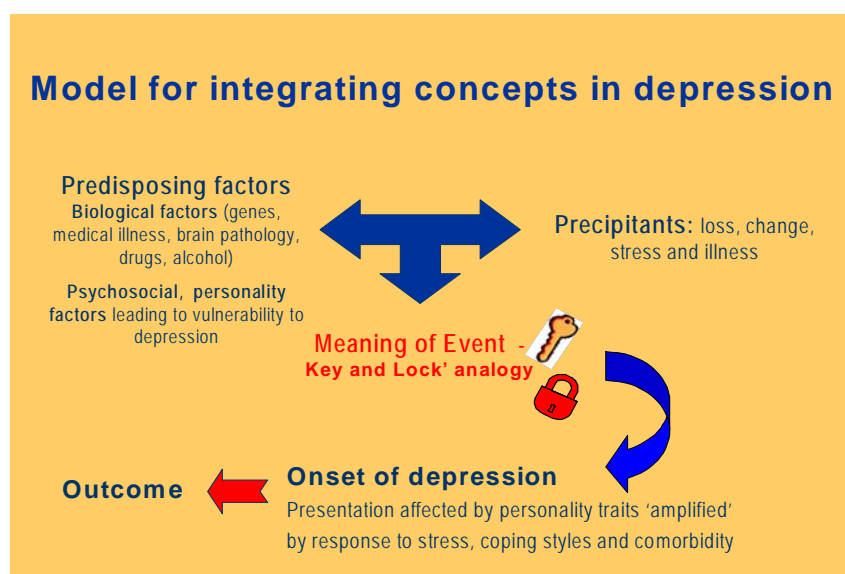 Model for integrating concepts in depression
Predisposing factors
Biological factors (genes,
medical illness, brain pathology,
drugs, alcohol)
Psychosocial, personality
factors leading to vulnerability to
depression
Precipitants: loss, change,
stress and illness
Meaning of Event -
Key and Lock’ analogy
Onset of depression
Presentation affected by personality traits ‘amplified’
by response to stress, coping styles and comorbidity
Outcome